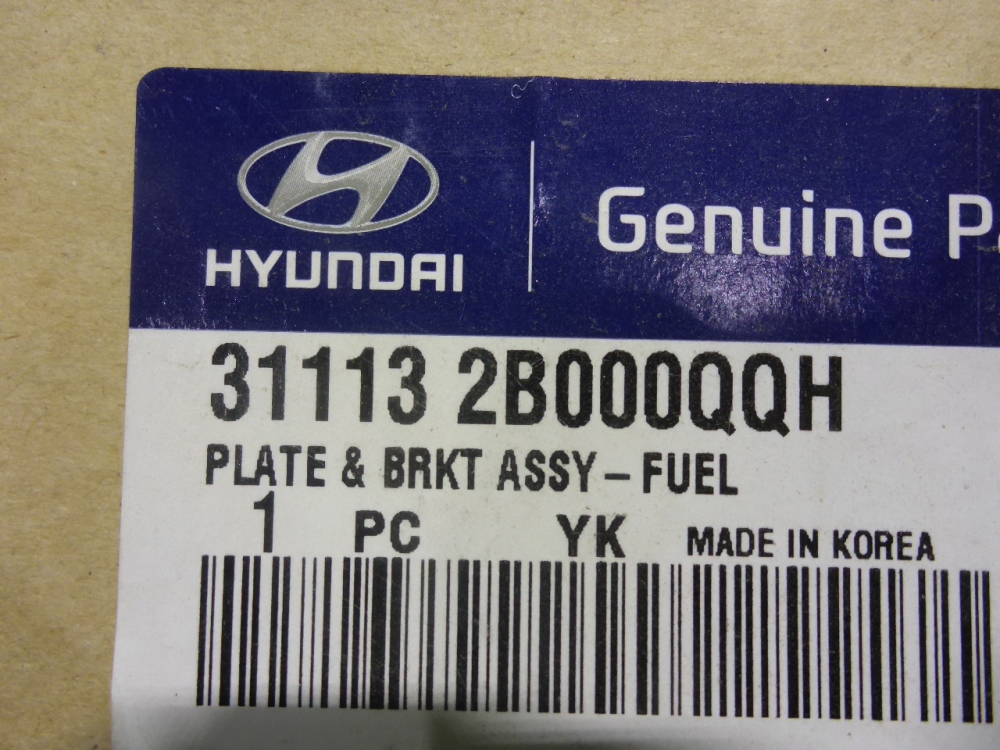 HYUNDAI
Genuine
31113 2B000QQH
PLATE & BRKT ASSY – FUEL
1 PC YK MADE IN KOREA